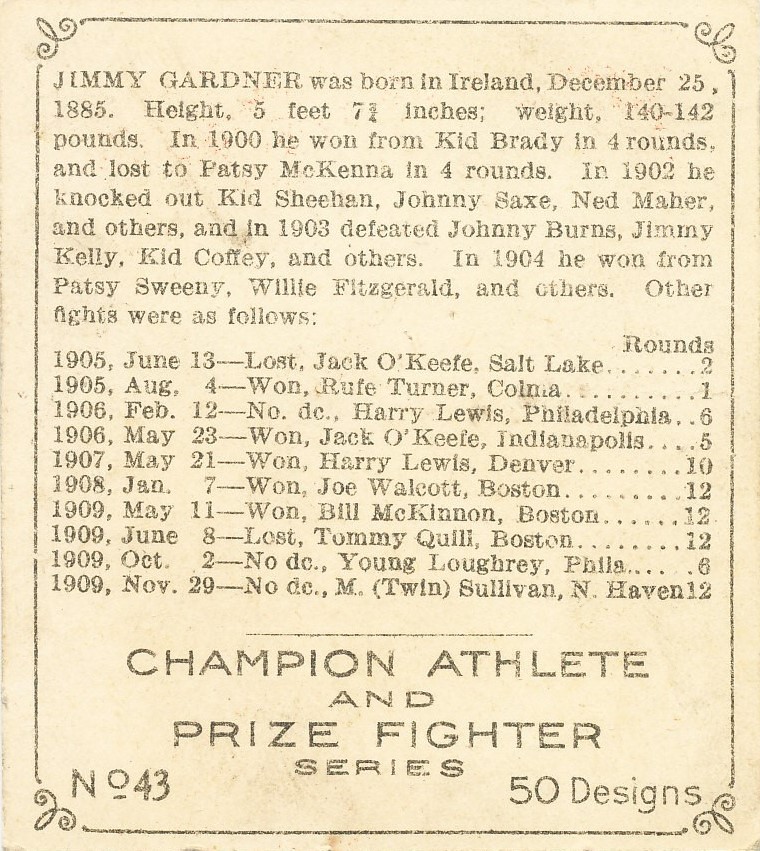 JIMMY GARDNER was born in Ireland, December 25,
1885. Height, 5 feet 7¾ inches; weight, 140-142
pounds. In 1900 he won from Kid Brady in 4 rounds,
and lost to Patsy McKenna in 4 rounds. In 1902 he
knocked out Kid Sheehan, Johnny Saxe, Ned Maher,
and others, and in 1903 defeated Johnny Burns, Jimmy
Kelly, Kid Coffey, and others. In 1904 he won from
Patsy Sweeny, Willie Fitzgerald, and others. Other
fights were as follows:
Rounds
1905, June 13—Lost, Jack O'Keefe, Salt Lake.......2
1905, Aug. 4—Won, Rufe Turner, Colma..........1
1906, Feb. 12—No. dc., Harry Lewis, Philadelphia..6
1906, May 23—Won, Jack O'Keefe, Indianapolis....5
1907, May 21—Won, Harry Lewis, Denver........10
1908, Jan. 7—Won, Joe Walcott, Boston.........12
1909, May 11—Won, Bill McKinnon, Boston......12
1909, June 8—Lost, Tommy Quill, Boston........12
1909, Oct. 2—No dc., Young Loughrey, Phila.....6
1909, Nov. 29—No dc., M. (Twin) Sullivan, N. Haven12
CHAMPION ATHLETE
AND
PRIZE FIGHTER
SERIES
Nº43 50 Designs